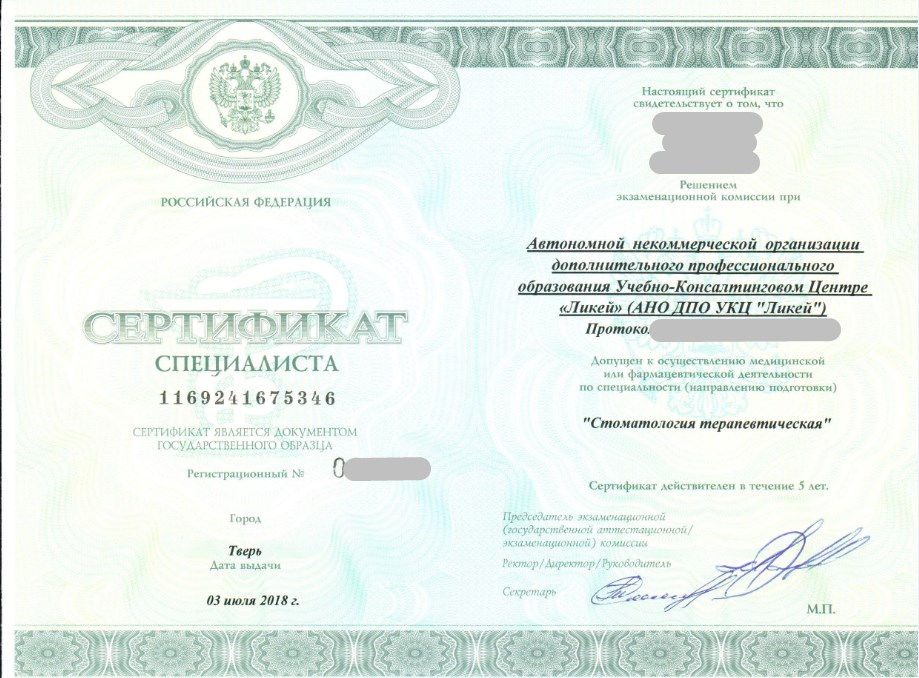 РОССИЙСКАЯ ФЕДЕРАЦИЯ
СЕРТИФИКАТ
СПЕЦИАЛИСТА
1169241675346
СЕРТИФИКАТ ЯВЛЯЕТСЯ ДОКУМЕНТОМ
ГОСУДАРСТВЕННОГО ОБРАЗЦА
Регистрационный № 0
Город
Тверь
Дата выдачи
03 июля 2018 г.
Настоящий сертификат
свидетельствует о том, что
Решением
экзаменационной комиссии при
Автономной некоммерческой организации
дополнительного профессионального
образования Учебно-Консалтинговом Центре
«Ликей» (АНО ДПО УКЦ "Ликей")
Протоко
Допущен к осуществлению медицинской
или фармацевтической деятельности
по специальности (направлению подготовки)
"Стоматология терапевтическая"
Сертификат действителен в течение 5 лет.
Председатель экзаменационной
(государственной аттестационной/
экзаменационной) комиссии
Ректор/Директор/Руководитель
Секретарь
М.П.